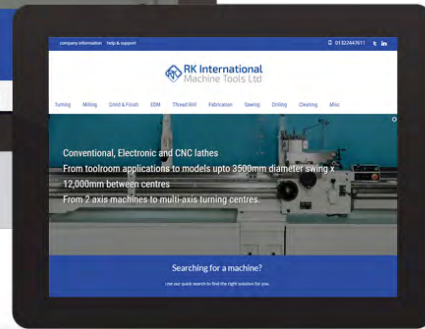 company information help & support 01322447611
RK International
Machine Tools Ltd
Turning Milling Grind & Finish EDM Thread Mill Fabrication Sawing Drilling Cleaning Misc
Conventional, Electronic and CNC lathes
From toolroom applications to models upto 3500mm diameter swing x
12,000mm between centres
From 2 axis machines to multi-axis turning centres.
Searching for a machine?
Use our quick search to find the right solution for you.